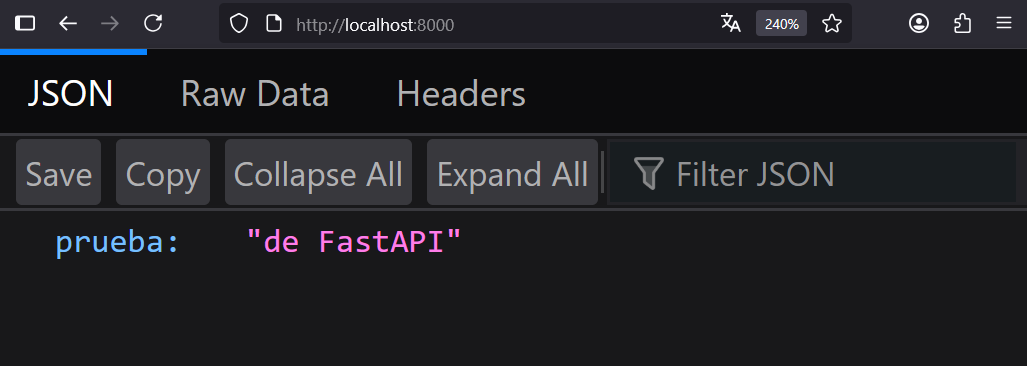 http://localhost:8000 240%
JSON Raw Data Headers
Save Copy Collapse All Expand All Filter JSON
prueba: "de FastAPI"